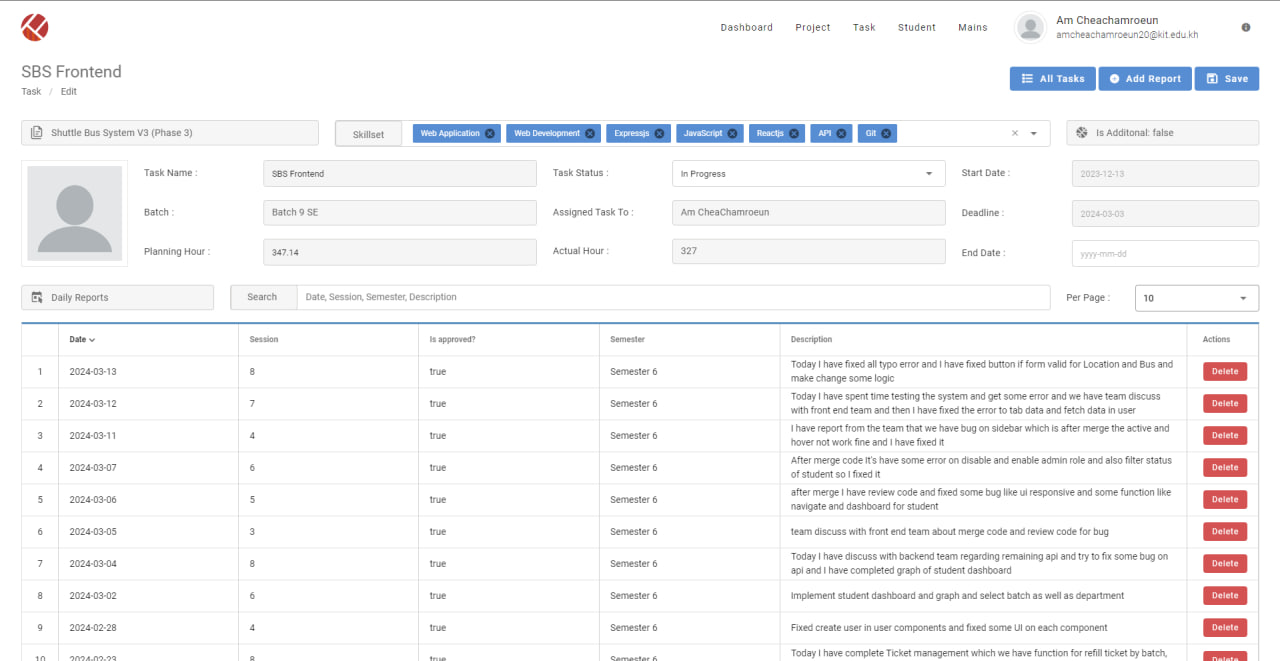 Dashboard Project Task Student Mains
Am Cheachamroeun
amcheachamroeun20@kit.edu.kh
SBS Frontend
Task / Edit
All Tasks Add Report Save
Shuttle Bus System V3 (Phase 3)
Skillset Web Application Web Development Expressjs JavaScript Reactjs API Git
Is Additonal: false
Task Name : SBS Frontend Task Status : In Progress Start Date : 2023-12-13
Batch : Batch 9 SE Assigned Task To : Am CheaChamroeun Deadline : 2024-03-03
Planning Hour : 347.14 Actual Hour : 327 End Date : yyyy-mm-dd
Daily Reports Search Date, Session, Semester, Description Per Page : 10
Date Session Is approved? Semester Description Actions
1 2024-03-13 8 true Semester 6 Today I have fixed all typo error and I have fixed button if form valid for Location and Bus and
make change some logic Delete
2 2024-03-12 7 true Semester 6 Today I have spent time testing the system and get some error and we have team discuss
with front end team and then I have fixed the error to tab data and fetch data in user Delete
3 2024-03-11 4 true Semester 6 I have report from the team that we have bug on sidebar which is after merge the active and
hover not work fine and I have fixed it Delete
4 2024-03-07 6 true Semester 6 After merge code It's have some error on disable and enable admin role and also filter status
of student so I fixed it Delete
5 2024-03-06 5 true Semester 6 after merge I have review code and fixed some bug like ui responsive and some function like
navigate and dashboard for student Delete
6 2024-03-05 3 true Semester 6 team discuss with front end team about merge code and review code for bug Delete
7 2024-03-04 8 true Semester 6 Today I have discuss with backend team regarding remaining api and try to fix some bug on
api and I have completed graph of student dashboard Delete
8 2024-03-02 6 true Semester 6 Implement student dashboard and graph and select batch as well as department Delete
9 2024-02-28 4 true Semester 6 Fixed create user in user components and fixed some UI on each component Delete
10 2024-02-23 8 true Semester 6 Today I have complete Ticket management which we have function for refill ticket by batch, Delete